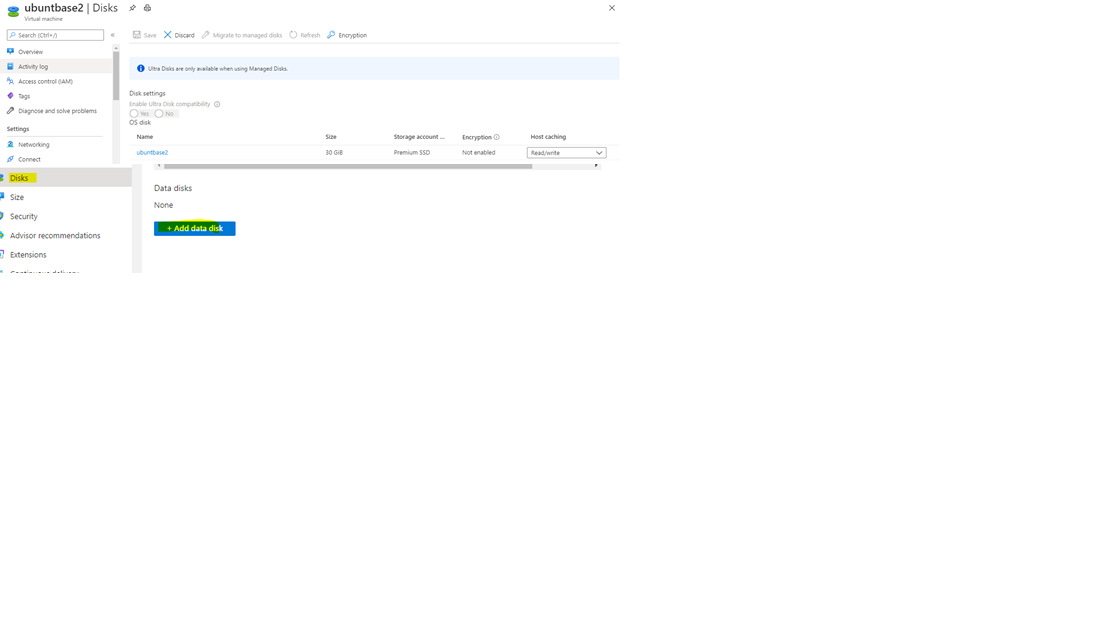 ubuntbase2 | Disks
Virtual machine
Search (Ctrl+/)
«
Save
Discard
Migrate to managed disks
Refresh
Encryption
Overview
Activity log
Access control (IAM)
Tags
Diagnose and solve problems
Settings
Networking
Connect
Disks
Size
Security
Advisor recommendations
Extensions
Continuous delivery
Ultra Disks are only available when using Managed Disks.
Disk settings
Enable Ultra Disk compatibility
Yes No
OS disk
Name Size Storage account ... Encryption Host caching
ubuntbase2 30 GiB Premium SSD Not enabled Read/write
Data disks
None
+ Add data disk